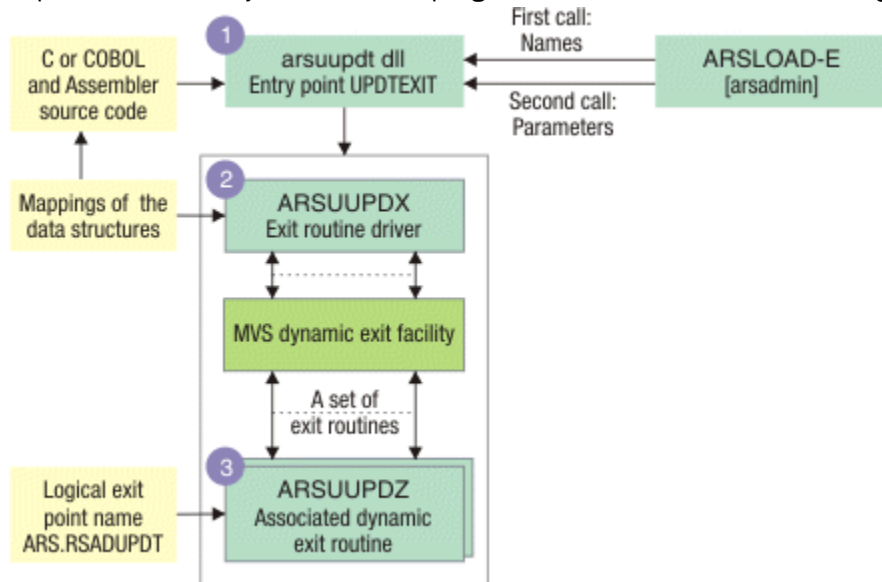 First call:
Names
1
C or COBOL
and Assembler
source code
arsuupdt dll
Entry point UPDTEXIT
ARSLOAD-E
[arsadmin]
Second call:
Parameters
2
Mappings of the
data structures
ARSUUPDX
Exit routine driver
MVS dynamic exit facility
A set of
exit routines
3
Logical exit
point name
ARS.RSADUPDT
ARSUUPDZ
Associated dynamic
exit routine